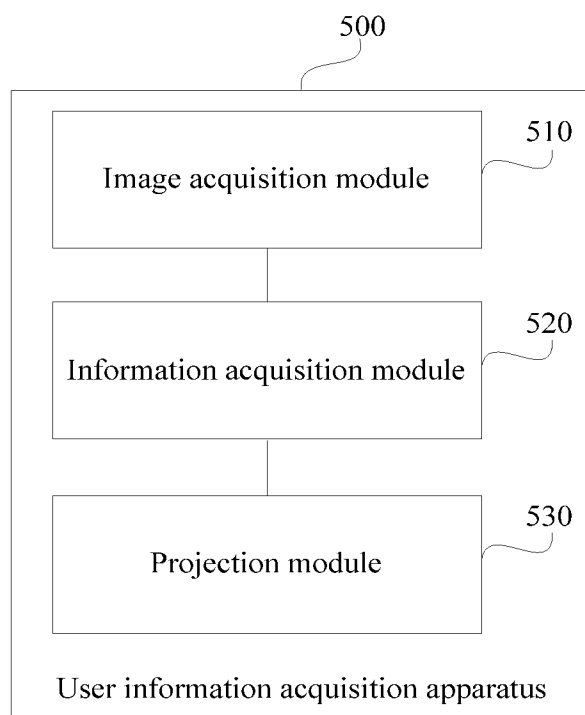 500
510
Image acquisition module
520
Information acquisition module
530
Projection module
User information acquisition apparatus